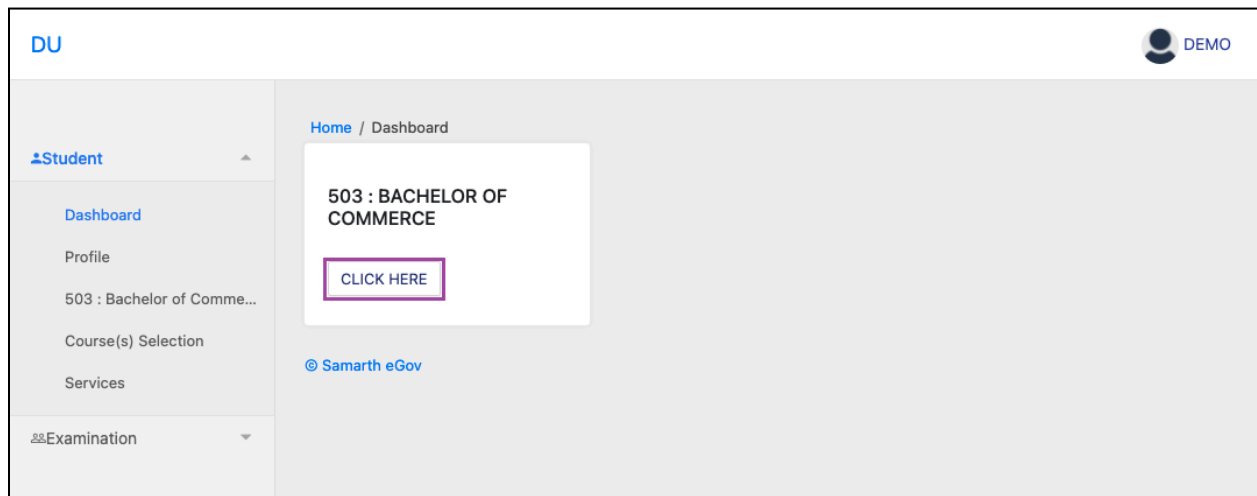 DU
DEMO
Home / Dashboard
Student
Dashboard
Profile
503 : Bachelor of Comme...
Course(s) Selection
Services
Examination
503 : BACHELOR OF
COMMERCE
CLICK HERE
© Samarth eGov